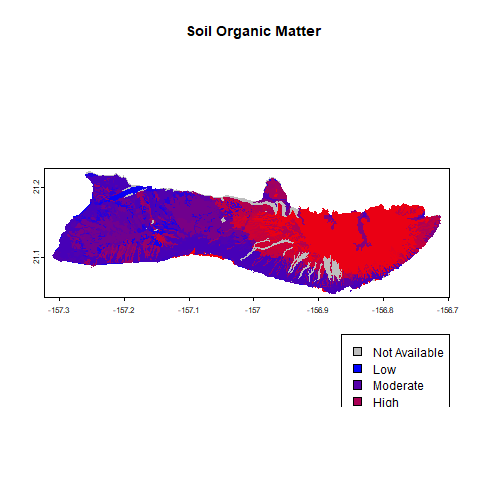 Soil Organic Matter
21.2
21.1
-157.3 -157.2 -157.1 -157 -156.9 -156.8 -156.7
Not Available
Low
Moderate
High